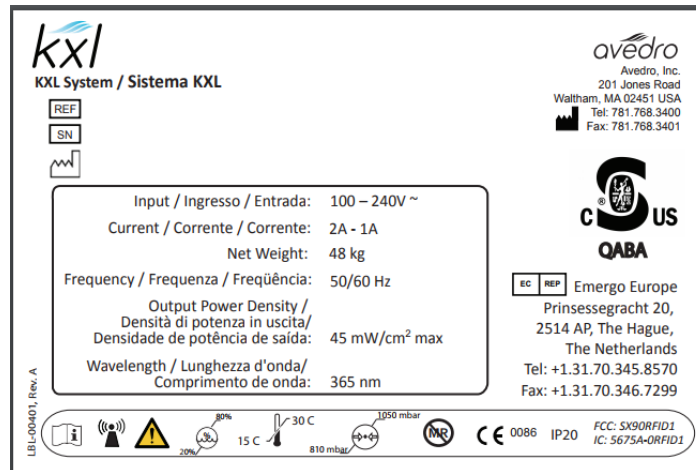 kxl
KXL System / Sistema KXL
REF
SN
avedro
Avedro, Inc.
201 Jones Road
Waltham, MA 02451 USA
Tel: 781.768.3400
Fax: 781.768.3401
Input / Ingresso / Entrada: 100 – 240V ~
Current / Corrente / Corrente: 2A - 1A
Net Weight: 48 kg
Frequency / Frequenza / Freqüência: 50/60 Hz
Output Power Density /
Densità di potenza in uscita/
Densidade de potência de saída: 45 mW/cm² max
Wavelength / Lunghezza d'onda/
Comprimento de onda: 365 nm
® C US
QABA
EC REP Emergo Europe
Prinsessegracht 20,
2514 AP, The Hague,
The Netherlands
Tel: +1.31.70.345.8570
Fax: +1.31.70.346.7299
LBL-00401, Rev. A
i
20% 80%
15 C 30 C
810 mbar 1050 mbar
MR
CE 0086
IP20
FCC: SX90RFID1
IC: 5675A-0RFID1